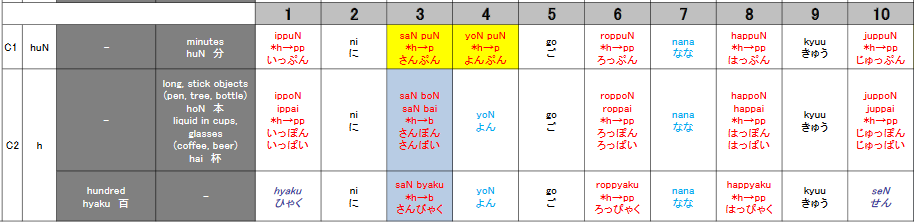 1 2 3 4 5 6 7 8 9 10
C1 huN – minutes
huN 分
ippuN
*h→pp
いっぷん
ni
に
saN puN
*h→p
さんぷん
yoN puN
*h→p
よんぷん
go
ご
roppuN
*h→pp
ろっぷん
nana
なな
happuN
*h→pp
はっぷん
kyuu
きゅう
juppuN
*h→pp
じゅっぷん
C2 h
–
long, stick objects
(pen, tree, bottle)
hoN 本
liquid in cups,
glasses
(coffee, beer)
hai 杯
ippoN
ippai
*h→pp
いっぽん
いっぱい
ni
に
saN boN
saN bai
*h→b
さんぼん
さんばい
yoN
よん
go
ご
roppoN
roppai
*h→pp
ろっぽん
ろっぱい
nana
なな
happoN
happai
*h→pp
はっぽん
はっぱい
kyuu
きゅう
juppoN
juppai
*h→pp
じゅっぽん
じゅっぱい
hundred
hyaku 百
–
hyaku
ひゃく
ni
に
saN byaku
*h→b
さんびゃく
yoN
よん
go
ご
roppyaku
*h→pp
ろっぴゃく
nana
なな
happyaku
*h→pp
はっぴゃく
kyuu
きゅう
seN
せん